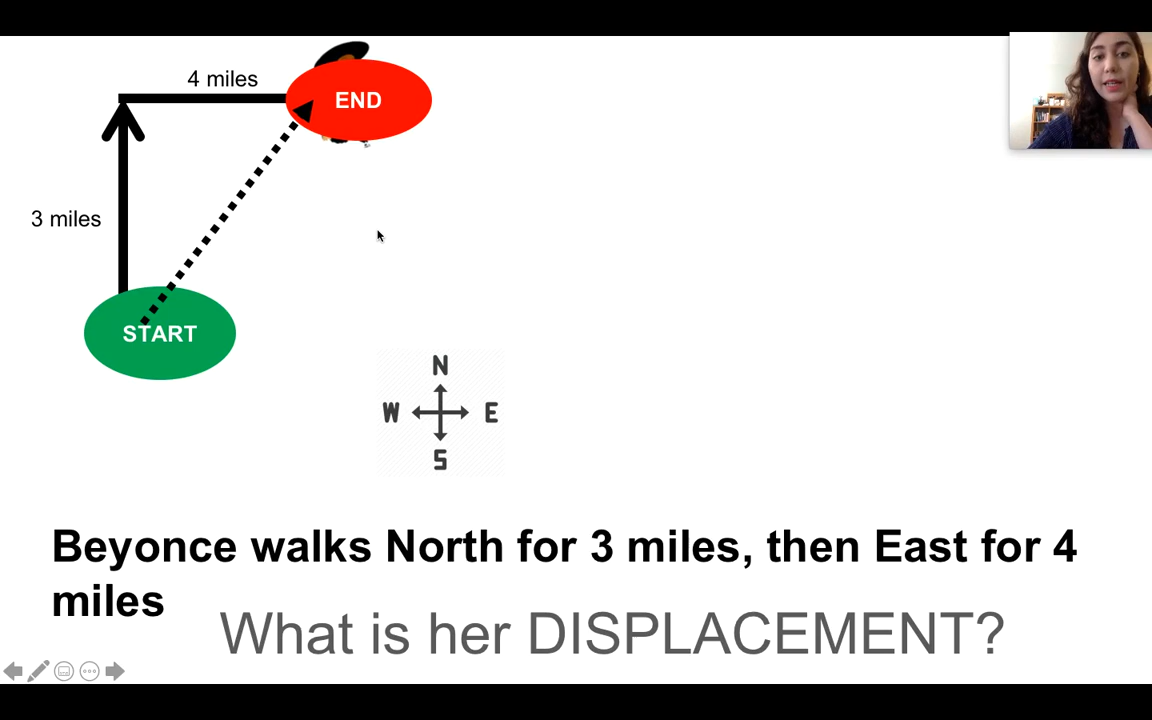 4 miles
END
3 miles
START
N
W E
S
Beyonce walks North for 3 miles, then East for 4
miles
What is her DISPLACEMENT?